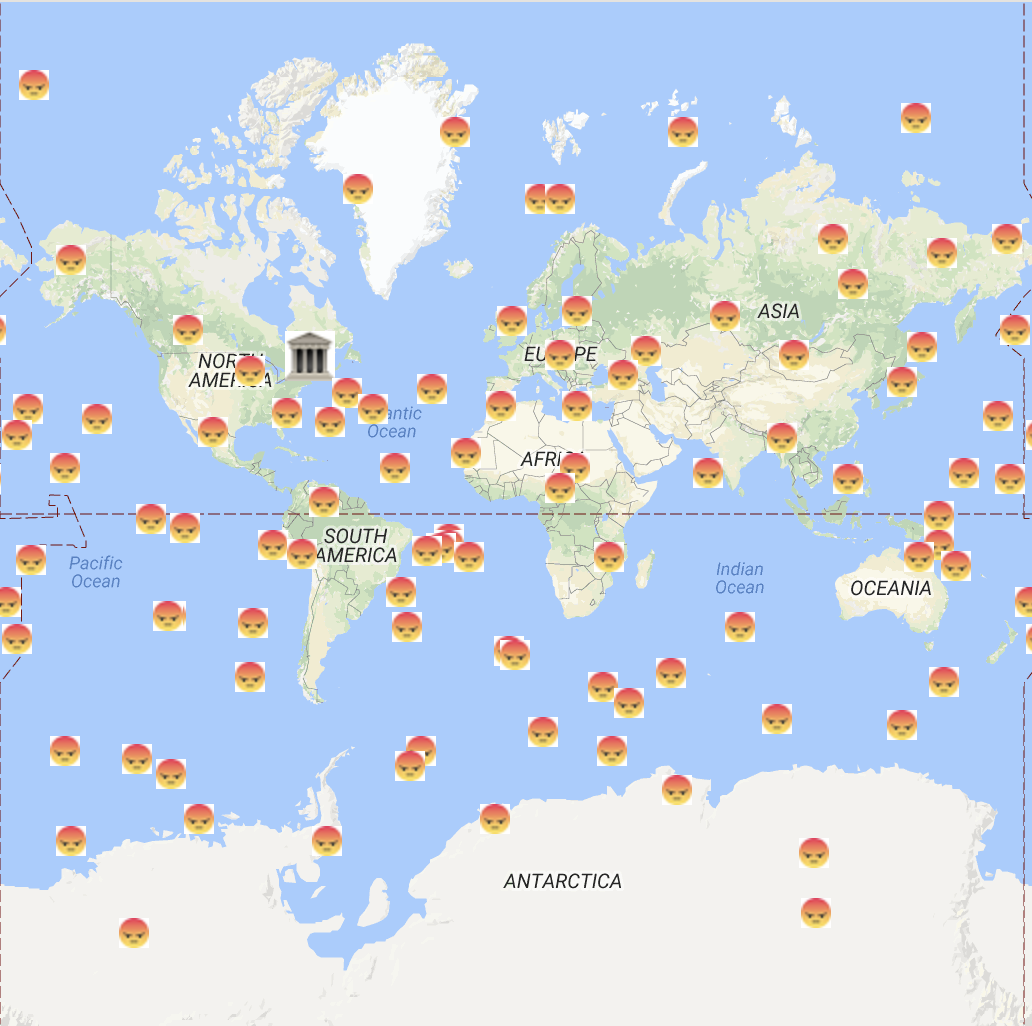 ASIA
EUROPE
NORTH
AMERICA
Atlantic
Ocean
AFRICA
SOUTH
AMERICA
Pacific
Ocean
Indian
Ocean
OCEANIA
ANTARCTICA